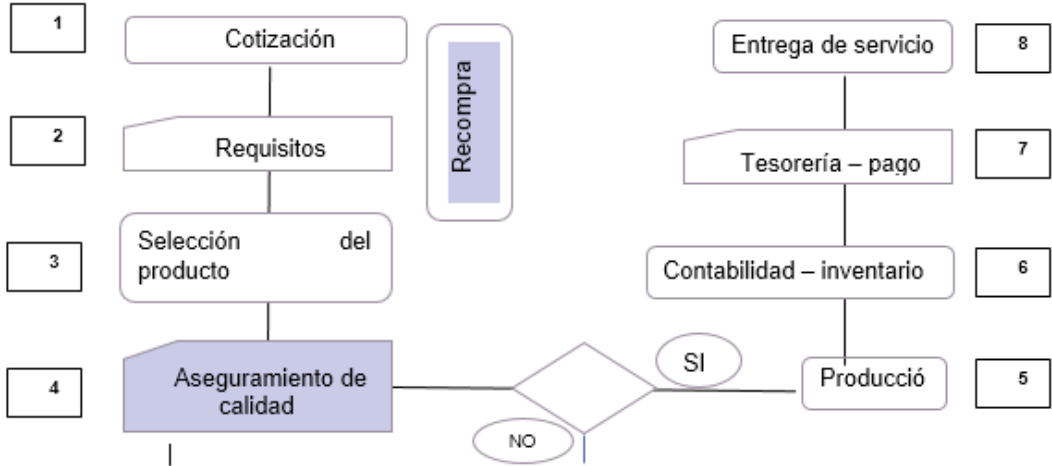 1
Cotización
2
Requisitos
3
Selección del
producto
4
Aseguramiento de
calidad
Recompra
NO
SI
Entrega de servicio
8
Tesorería – pago
7
Contabilidad – inventario
6
Producció
5